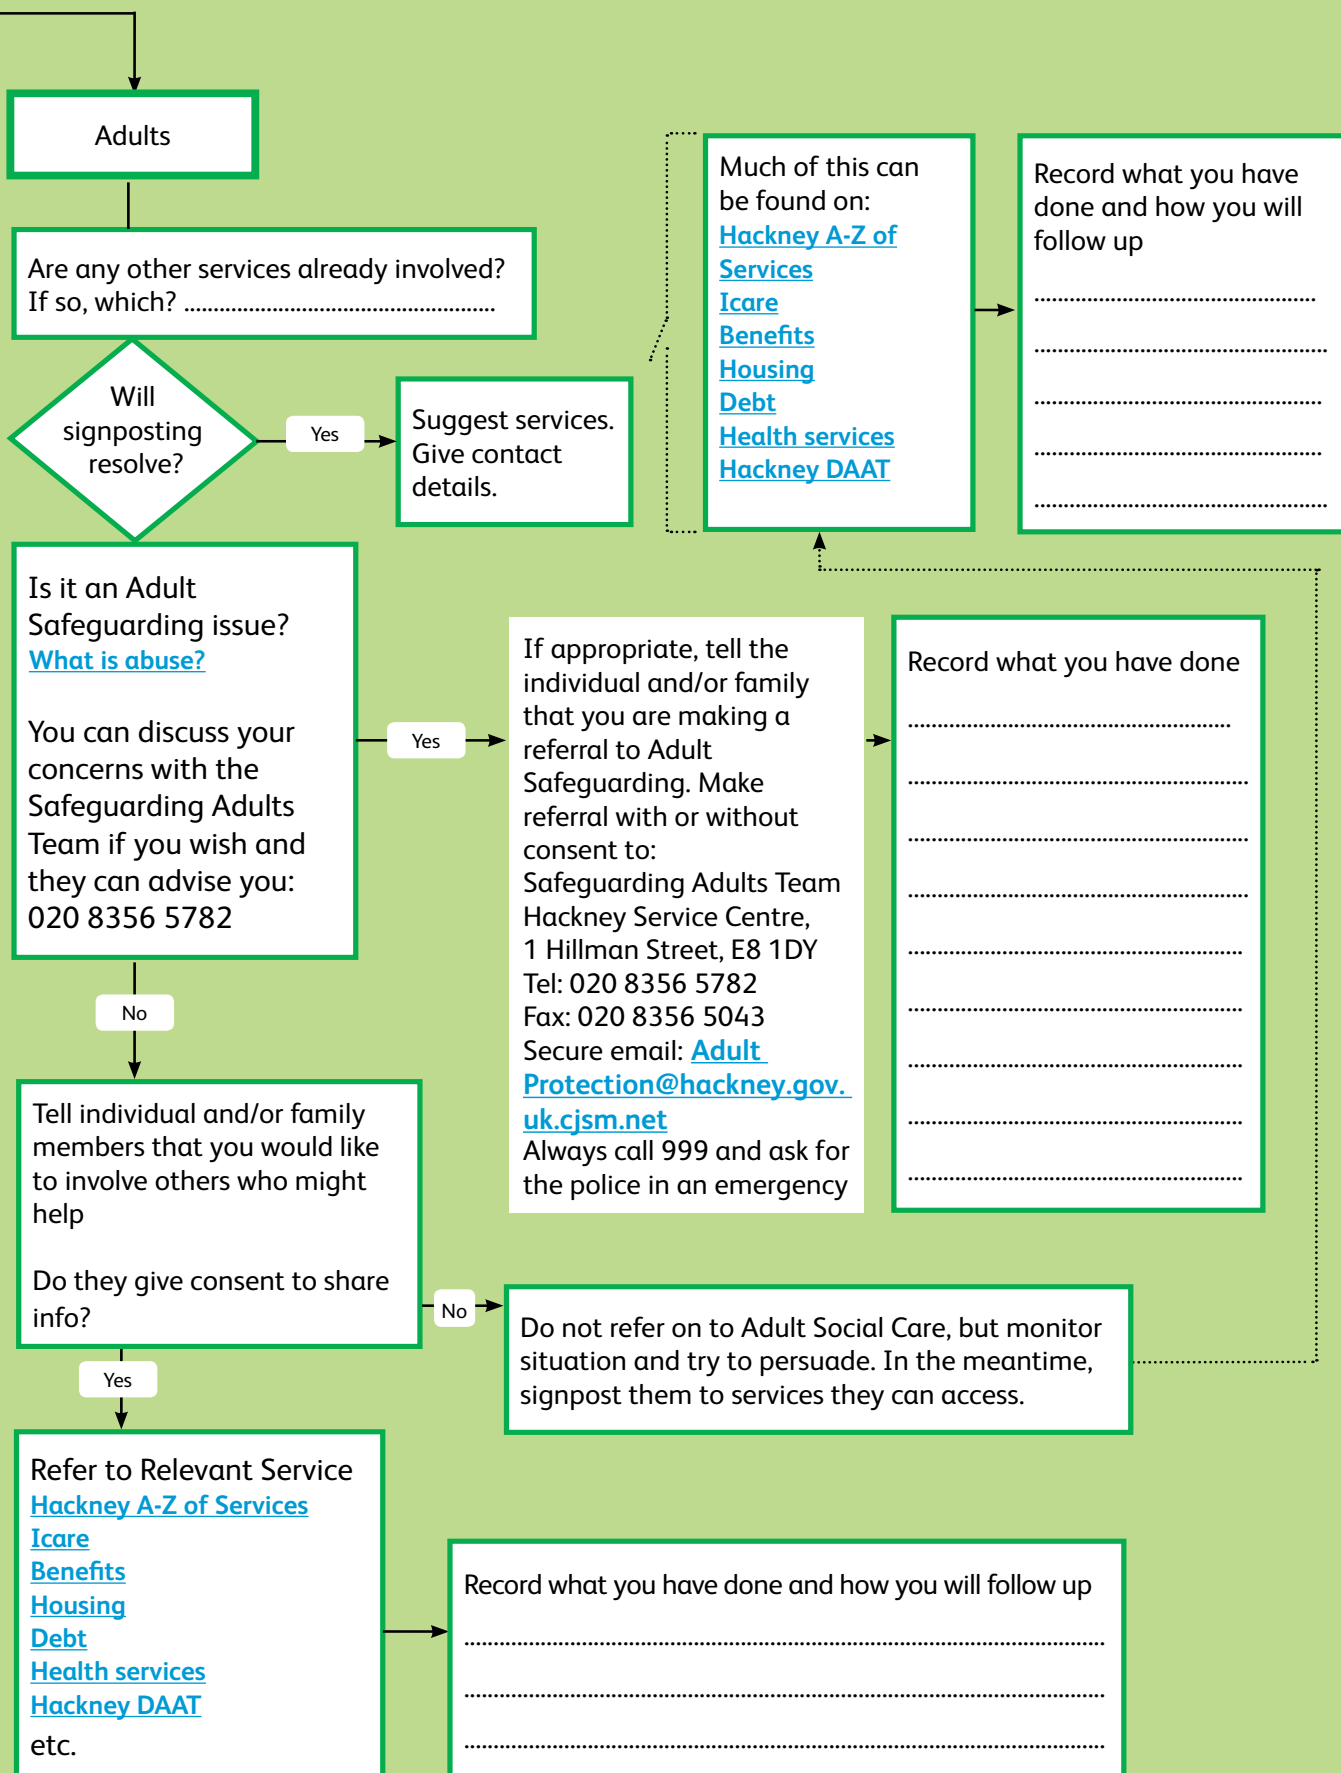 Adults
Are any other services already involved?
If so, which? ......................................................
Will
signposting
resolve?
Yes
Suggest services.
Give contact
details.
Much of this can
be found on:
Hackney A-Z of
Services
Icare
Benefits
Housing
Debt
Health services
Hackney DAAT
Record what you have
done and how you will
follow up
.................................................
...................................................
..................................................
..................................................
...................................................
Is it an Adult
Safeguarding issue?
What is abuse?
You can discuss your
concerns with the
Safeguarding Adults
Team if you wish and
they can advise you:
020 8356 5782
Yes
If appropriate, tell the
individual and/or family
that you are making a
referral to Adult
Safeguarding. Make
referral with or without
consent to:
Safeguarding Adults Team
Hackney Service Centre,
1 Hillman Street, E8 1DY
Tel: 020 8356 5782
Fax: 020 8356 5043
Secure email: Adult
Protection@hackney.gov.
uk.cjsm.net
Always call 999 and ask for
the police in an emergency
Record what you have done
........................................................
...........................................................
...........................................................
...........................................................
..........................................................
..........................................................
..........................................................
..........................................................
..........................................................
No
Tell individual and/or family
members that you would like
to involve others who might
help
Do they give consent to share
info?
No
Do not refer on to Adult Social Care, but monitor
situation and try to persuade. In the meantime,
signpost them to services they can access.
Yes
Refer to Relevant Service
Hackney A-Z of Services
Icare
Benefits
Housing
Debt
Health services
Hackney DAAT
etc.
Record what you have done and how you will follow up
................................................................................................................
................................................................................................................
................................................................................................................